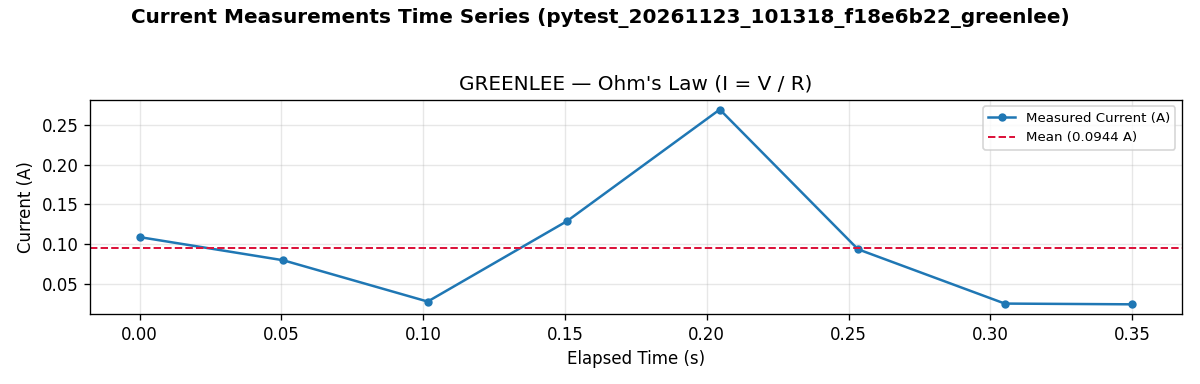 Current Measurements Time Series (pytest_20261123_101318_f18e6b22_greenlee)
GREENLEE — Ohm's Law (I = V / R)
Current (A)
0.25
0.20
0.15
0.10
0.05
Measured Current (A)
Mean (0.0944 A)
0.00 0.05 0.10 0.15 0.20 0.25 0.30 0.35
Elapsed Time (s)